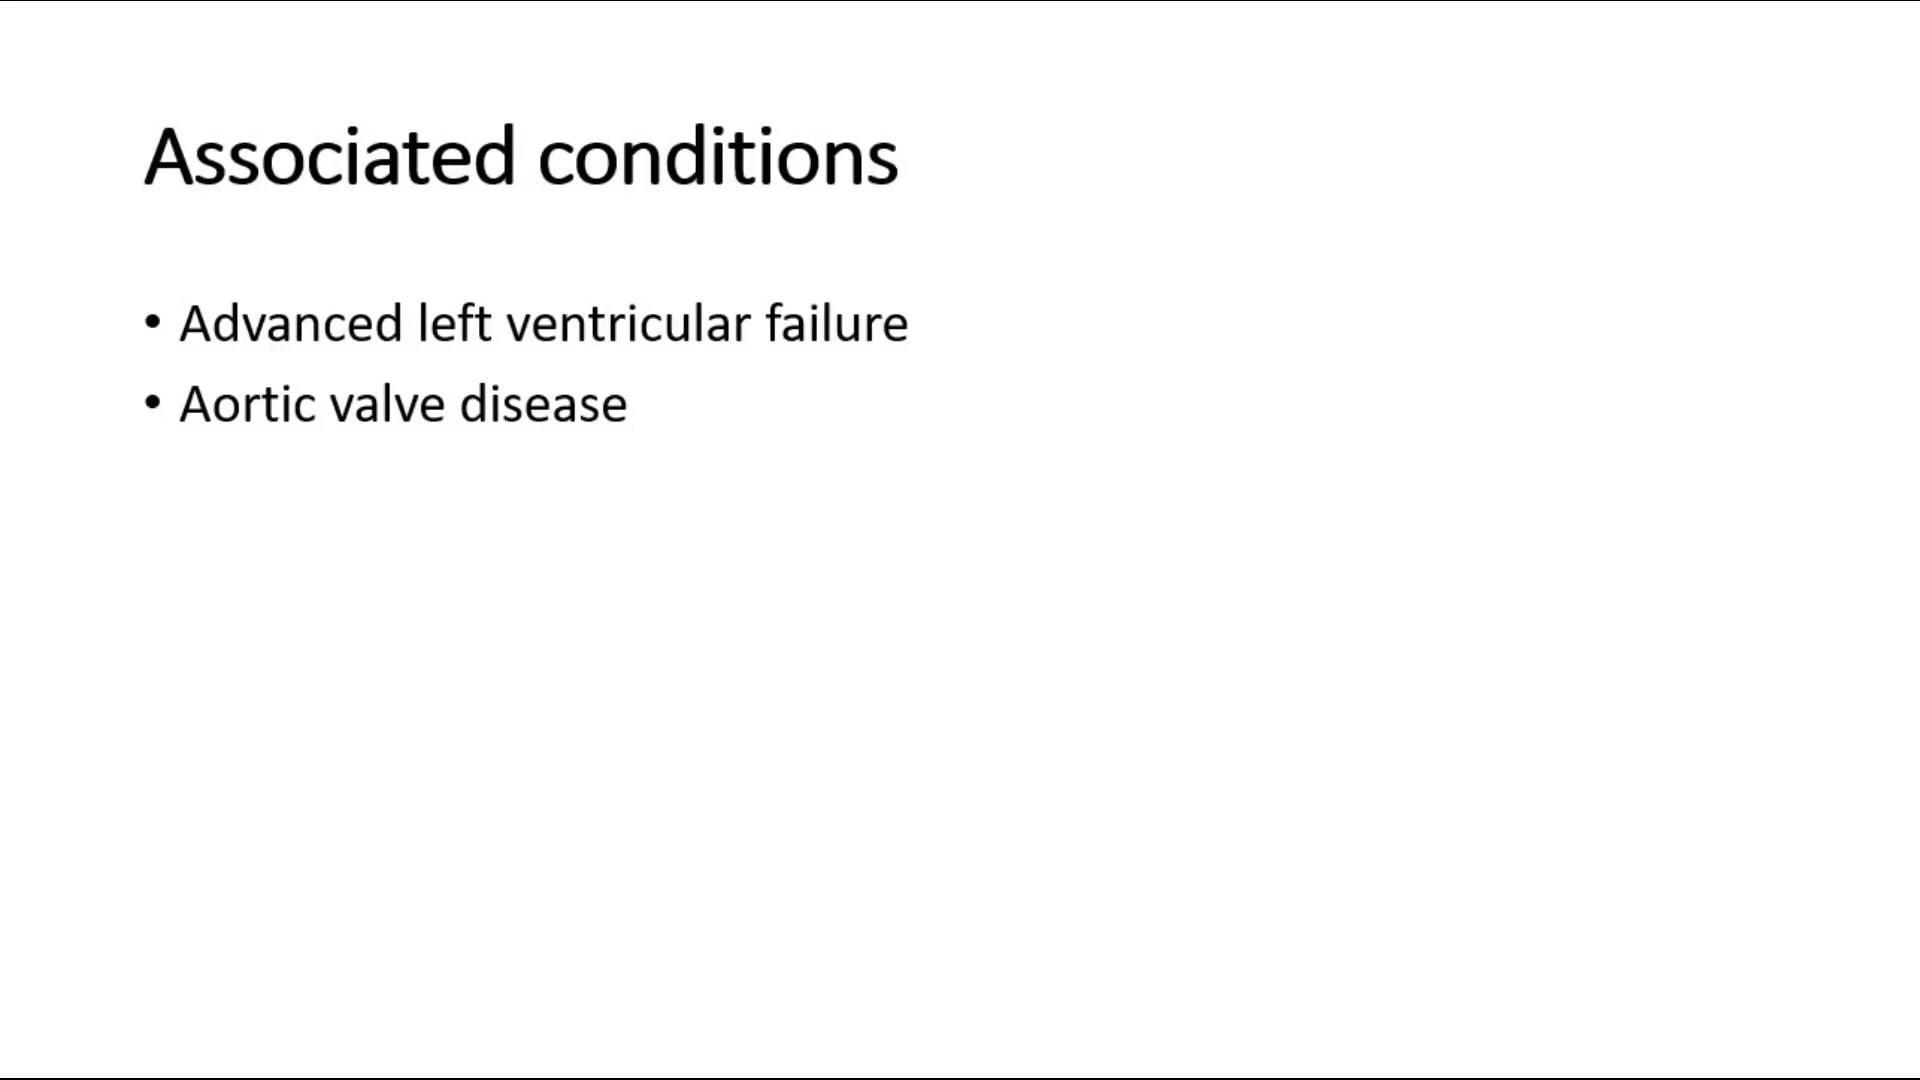 Associated conditions
• Advanced left ventricular failure
• Aortic valve disease